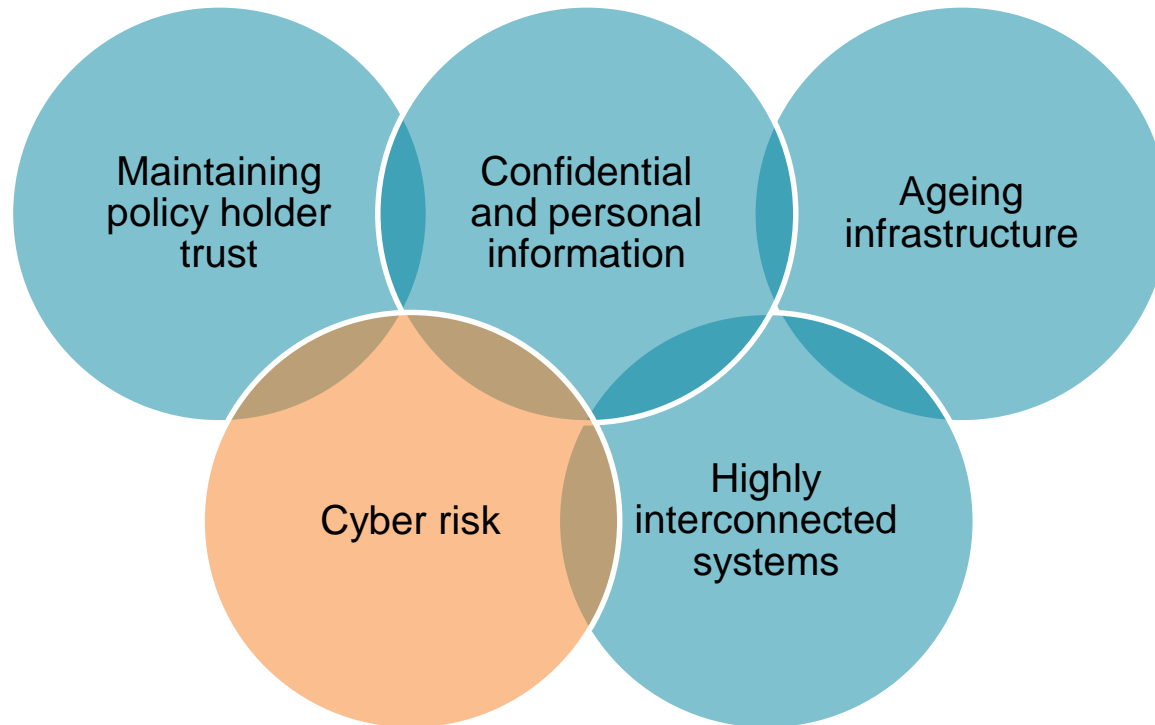 Maintaining
policy holder
trust
Confidential
and personal
information
Ageing
infrastructure
Cyber risk
Highly
interconnected
systems